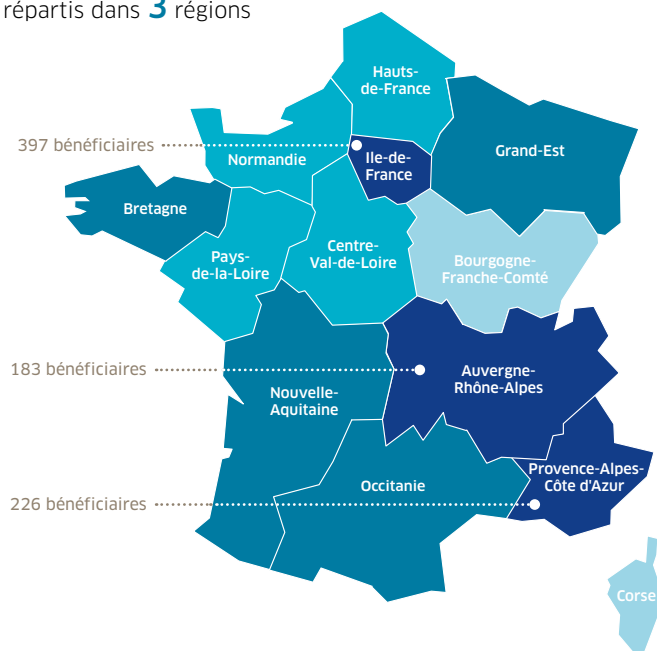 répartis dans 3 régions
Hauts-
de-France
397 bénéficiaires
Normandie
Ile-de-
France
Grand-Est
Bretagne
Pays-
de-la-Loire
Centre-
Val-de-Loire
Bourgogne-
Franche-Comté
183 bénéficiaires
Auvergne-
Rhône-Alpes
Nouvelle-
Aquitaine
Provence-Alpes-
Côte d'Azur
Occitanie
226 bénéficiaires
Corse